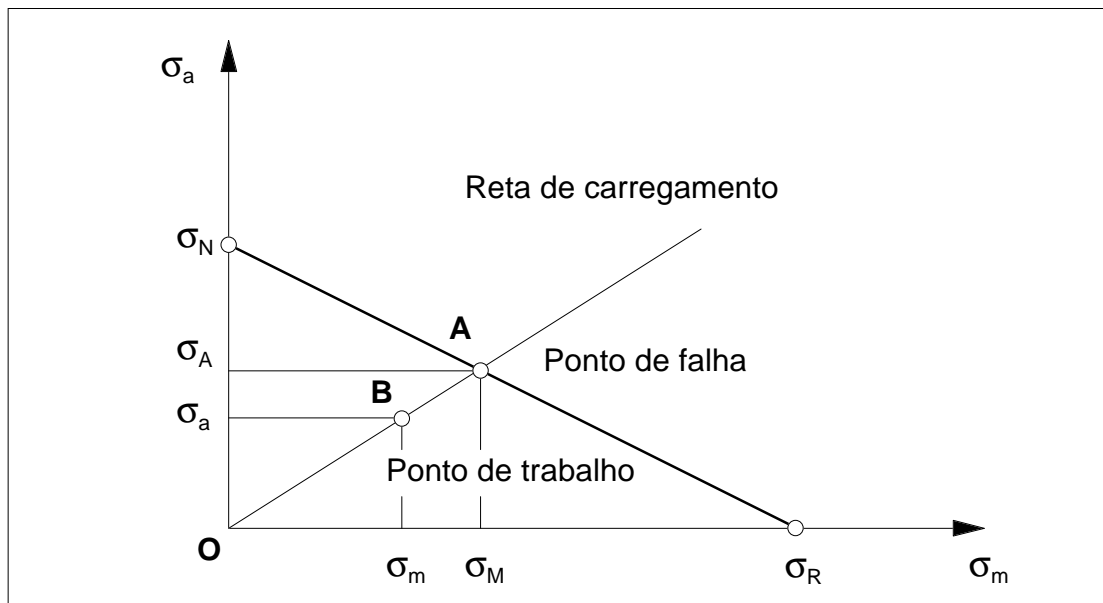 σa
Reta de carregamento
σN
A
σA
Ponto de falha
B
σa
Ponto de trabalho
O
σm
σM
σR
σm